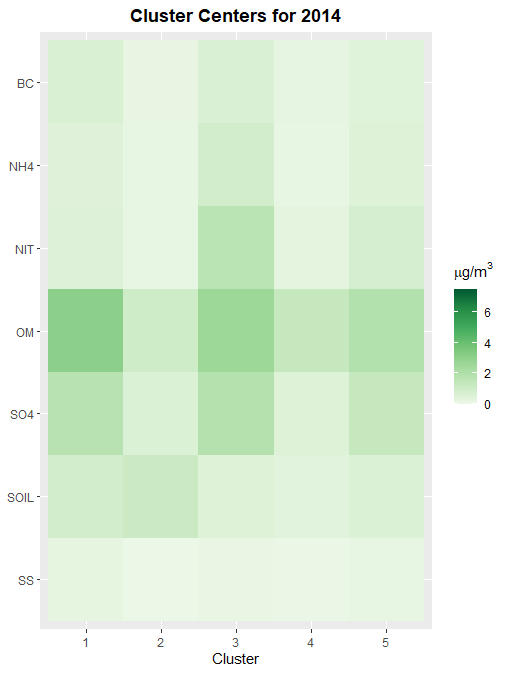 Cluster Centers for 2014
BC
NH4
NIT
OM
SO4
SOIL
SS
1 2 3 4 5
Cluster
μg/m³
6
4
2
0